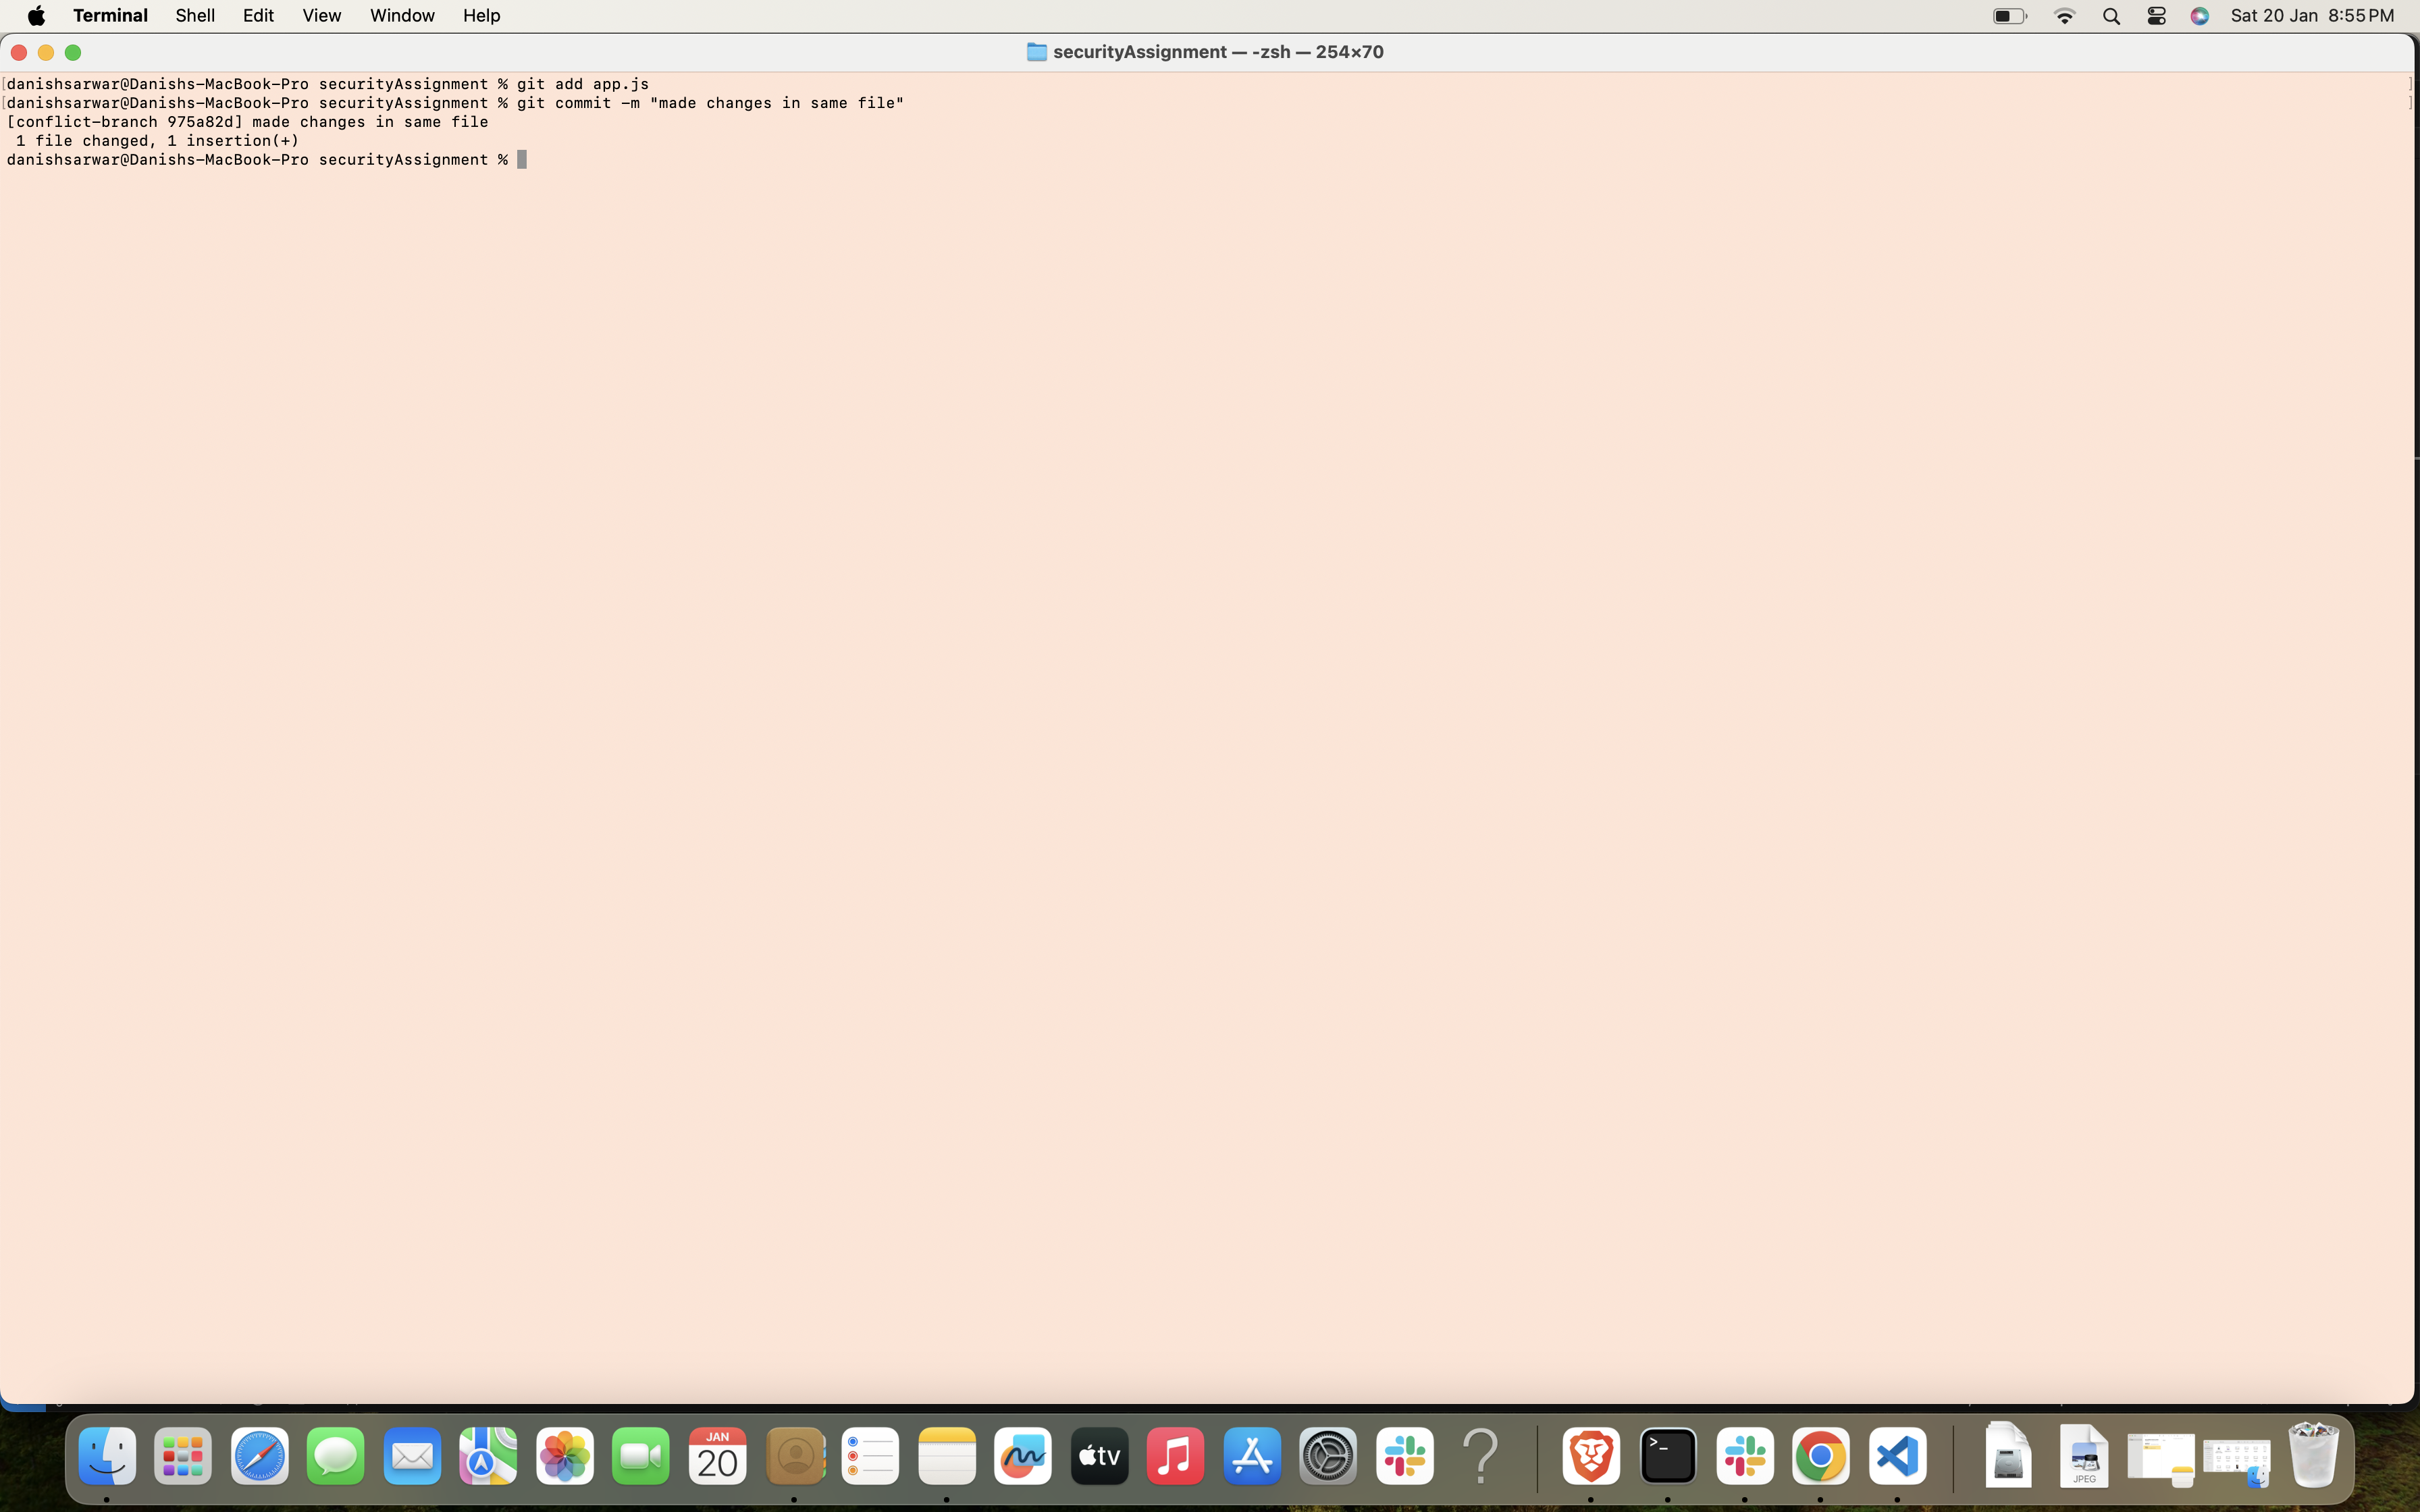 Terminal Shell Edit View Window Help Sat 20 Jan 8:55 PM
securityAssignment — -zsh — 254×70
[danishsarwar@Danishs-MacBook-Pro securityAssignment % git add app.js ]
[danishsarwar@Danishs-MacBook-Pro securityAssignment % git commit -m "made changes in same file" ]
[conflict-branch 975a82d] made changes in same file
1 file changed, 1 insertion(+)
danishsarwar@Danishs-MacBook-Pro securityAssignment %
JAN
20
tv
>_
JPEG